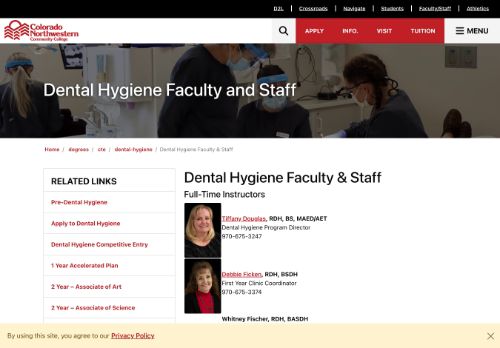 D2L | Crossroads | Navigate | Students | Faculty/Staff | Athletics
Colorado
Northwestern
Community College
APPLY INFO. VISIT TUITION MENU
Dental Hygiene Faculty and Staff
Home / degrees / cte / dental-hygiene / Dental Hygiene Faculty & Staff
RELATED LINKS
Pre-Dental Hygiene
Apply to Dental Hygiene
Dental Hygiene Competitive Entry
1 Year Accelerated Plan
2 Year – Associate of Art
2 Year – Associate of Science
Dental Hygiene Faculty & Staff
Full-Time Instructors
Tiffany Douglas, RDH, BS, MAED/AET
Dental Hygiene Program Director
970-675-3247
Debbie Ficken, RDH, BSDH
First Year Clinic Coordinator
970-675-3374
Whitney Fischer, RDH, BASDH
By using this site, you agree to our Privacy Policy